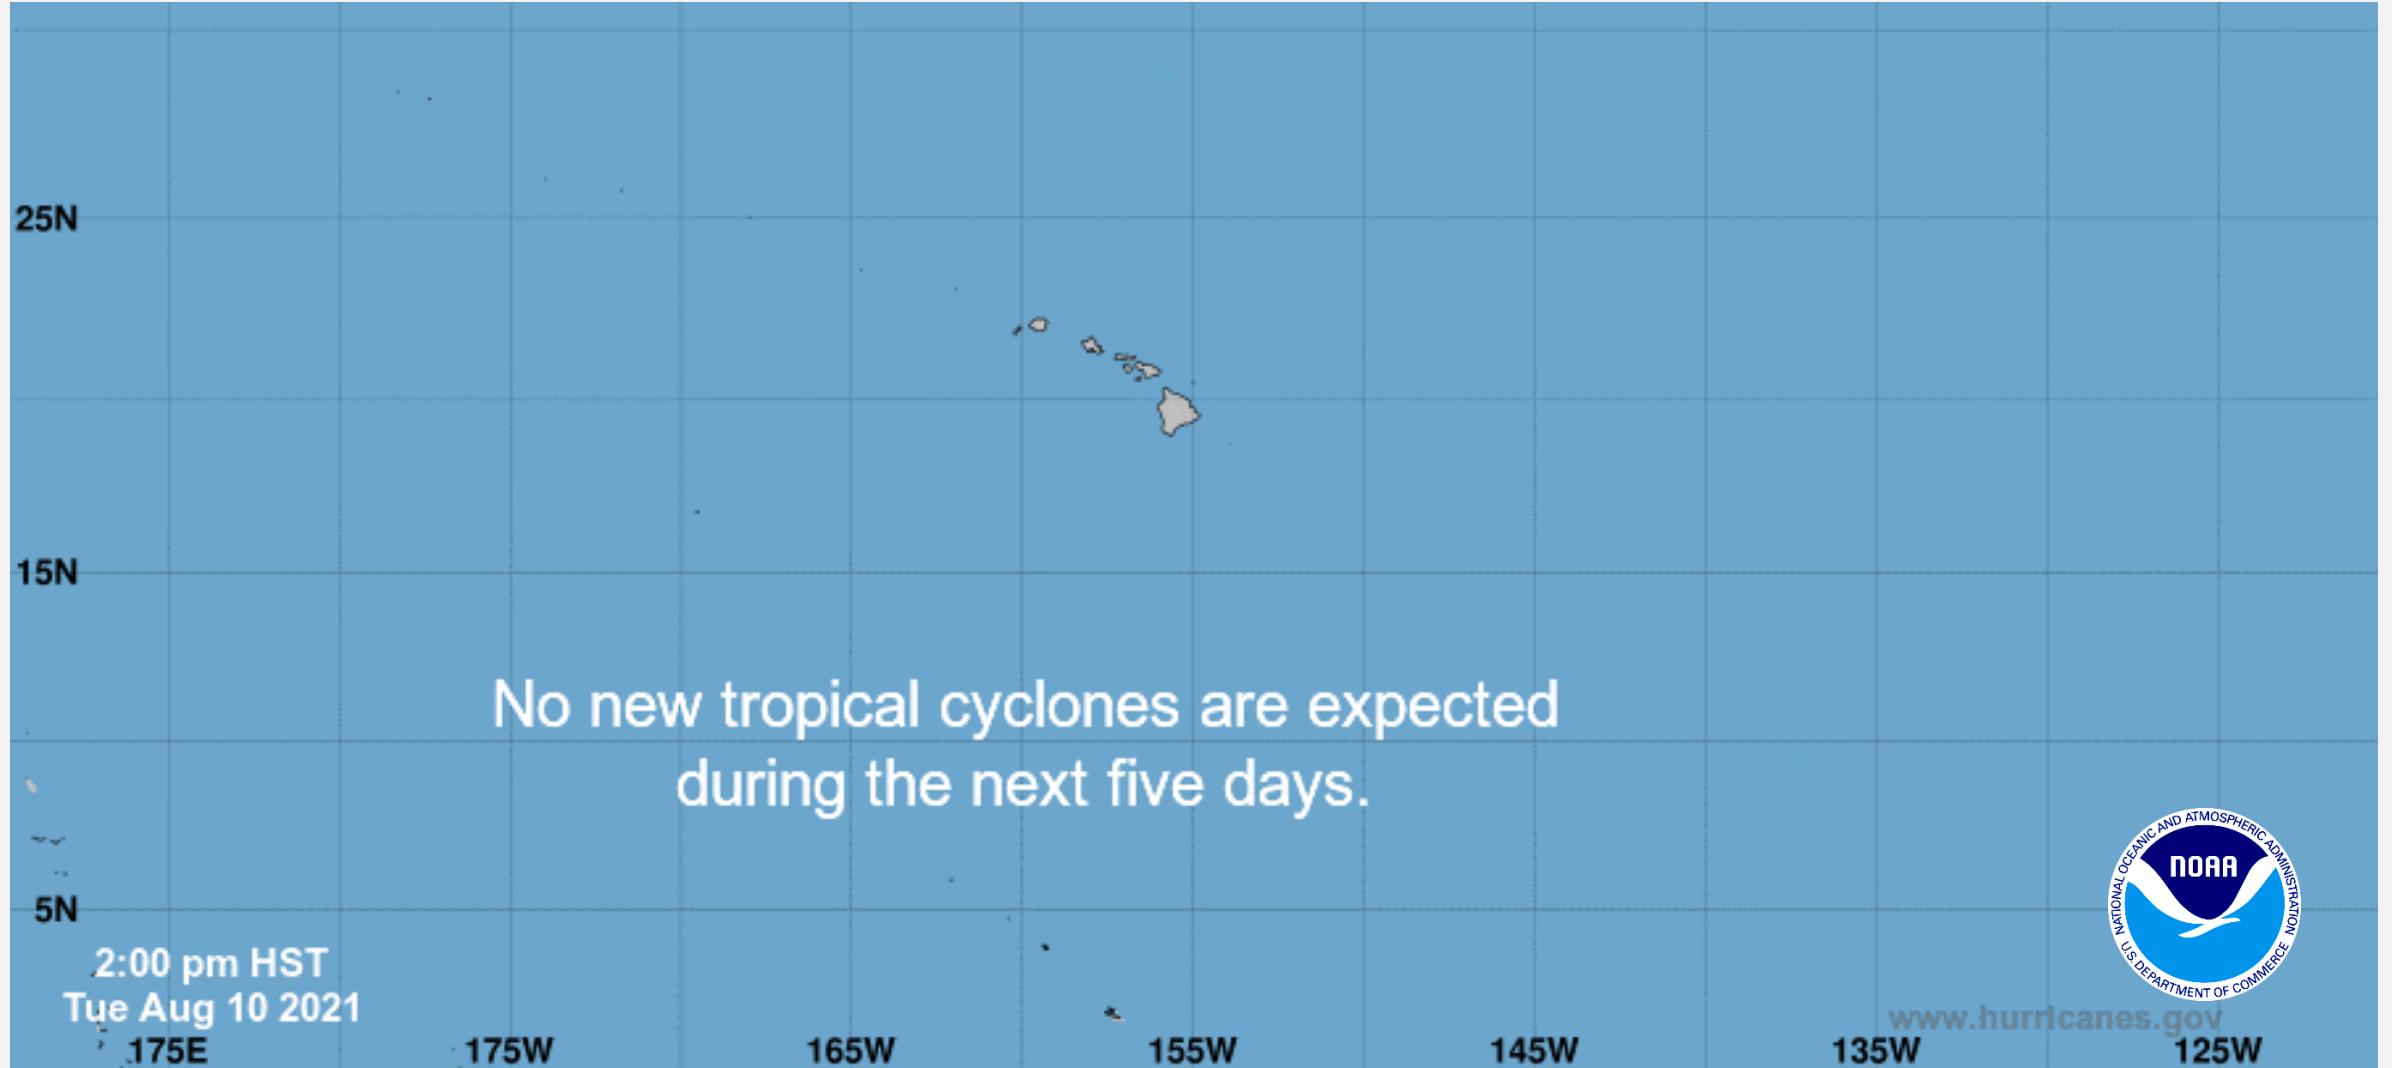 25N
15N
No new tropical cyclones are expected
during the next five days.
5N
2:00 pm HST
Tue Aug 10 2021
NATIONAL OCEANIC AND ATMOSPHERIC ADMINISTRATION
NOAA
U.S. DEPARTMENT OF COMMERCE
www.hurricanes.gov
175E 175W 165W 155W 145W 135W 125W